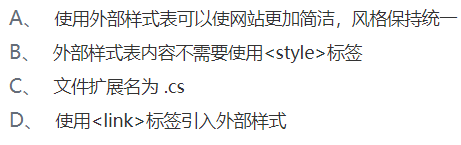 A、 使用外部样式表可以使网站更加简洁，风格保持统一
B、 外部样式表内容不需要使用<style>标签
C、 文件扩展名为 .cs
D、 使用<link>标签引入外部样式